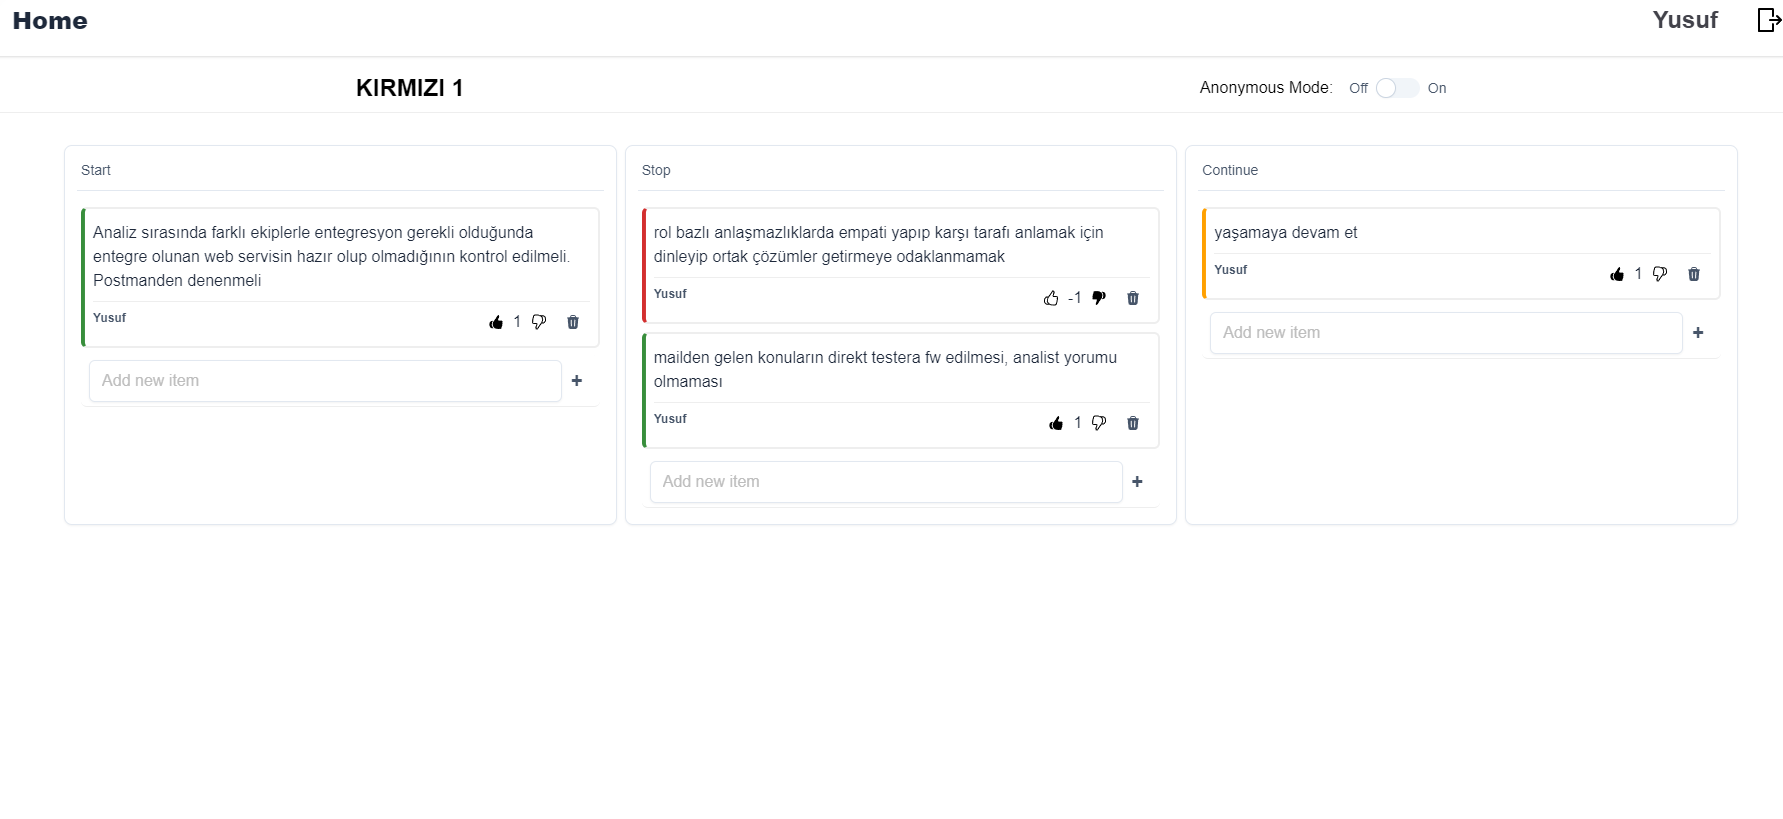 Home
Yusuf
KIRMIZI 1
Anonymous Mode: Off On
Start
Analiz sırasında farklı ekiplerle entegresyon gerekli olduğunda
entegre olunan web servisin hazır olup olmadığının kontrol edilmeli.
Postmanden denenmeli
Yusuf
1
Add new item
Stop
rol bazlı anlaşmazlıklarda empati yapıp karşı tarafı anlamak için
dinleyip ortak çözümler getirmeye odaklanmamak
Yusuf
-1
mailden gelen konuların direkt testera fw edilmesi, analist yorumu
olmaması
Yusuf
1
Add new item
Continue
yaşamaya devam et
Yusuf
1
Add new item